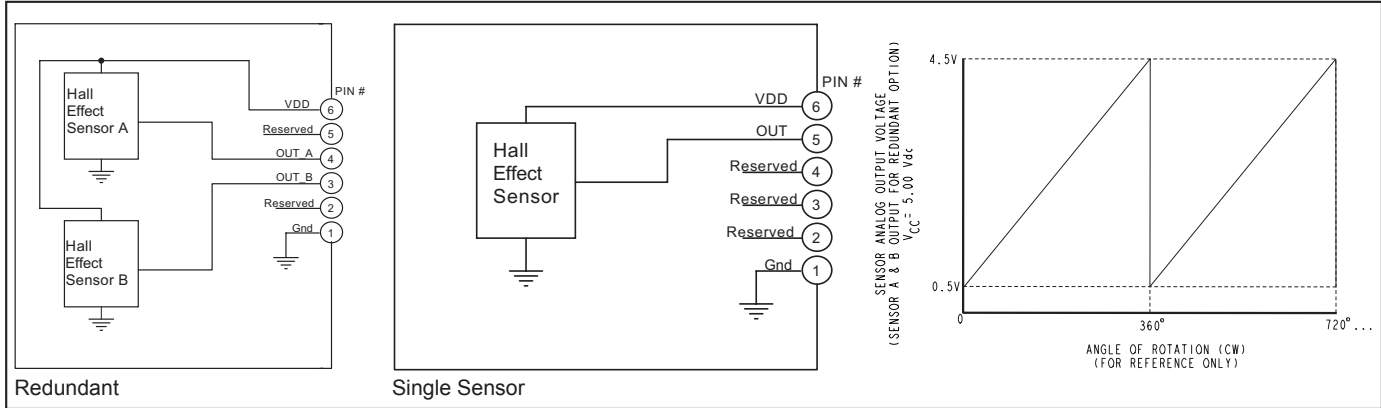 Hall
Effect
Sensor A
Hall
Effect
Sensor B
PIN #
VDD
6
Reserved
5
OUT_A
4
OUT_B
3
Reserved
2
Gnd
1
Redundant
Hall
Effect
Sensor
PIN #
VDD
6
OUT
5
Reserved
4
Reserved
3
Reserved
2
Gnd
1
Single Sensor
SENSOR ANALOG OUTPUT VOLTAGE
(SENSOR A & B OUTPUT FOR REDUNDANT OPTION)
VCC= 5.00 Vdc
4.5V
0.5V
0
360°
720°...
ANGLE OF ROTATION (CW)
(FOR REFERENCE ONLY)